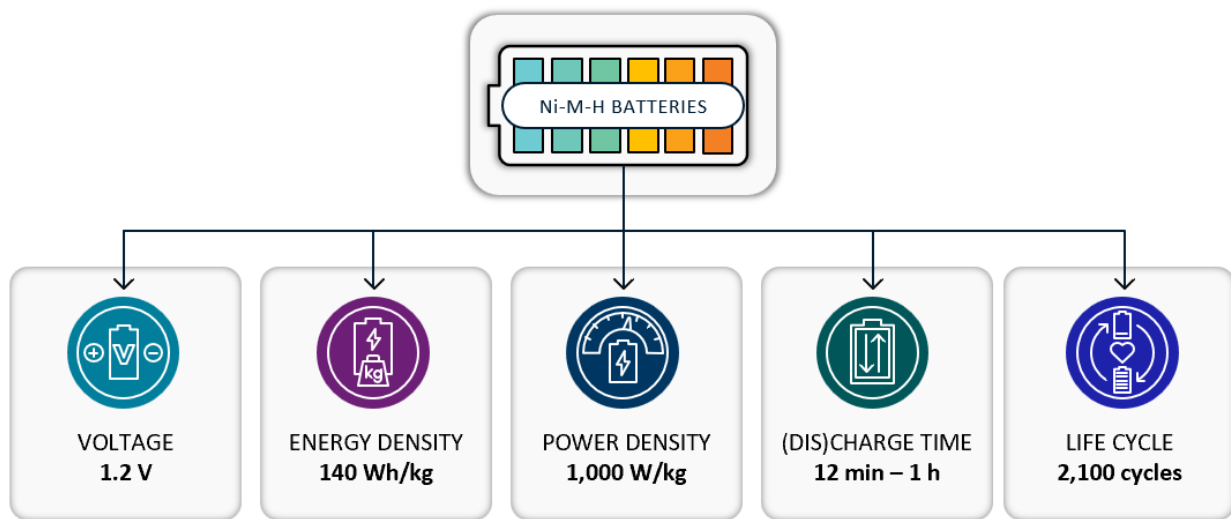 Ni-M-H BATTERIES
VOLTAGE
1.2 V
ENERGY DENSITY
140 Wh/kg
POWER DENSITY
1,000 W/kg
(DIS)CHARGE TIME
12 min – 1 h
LIFE CYCLE
2,100 cycles
V
kg